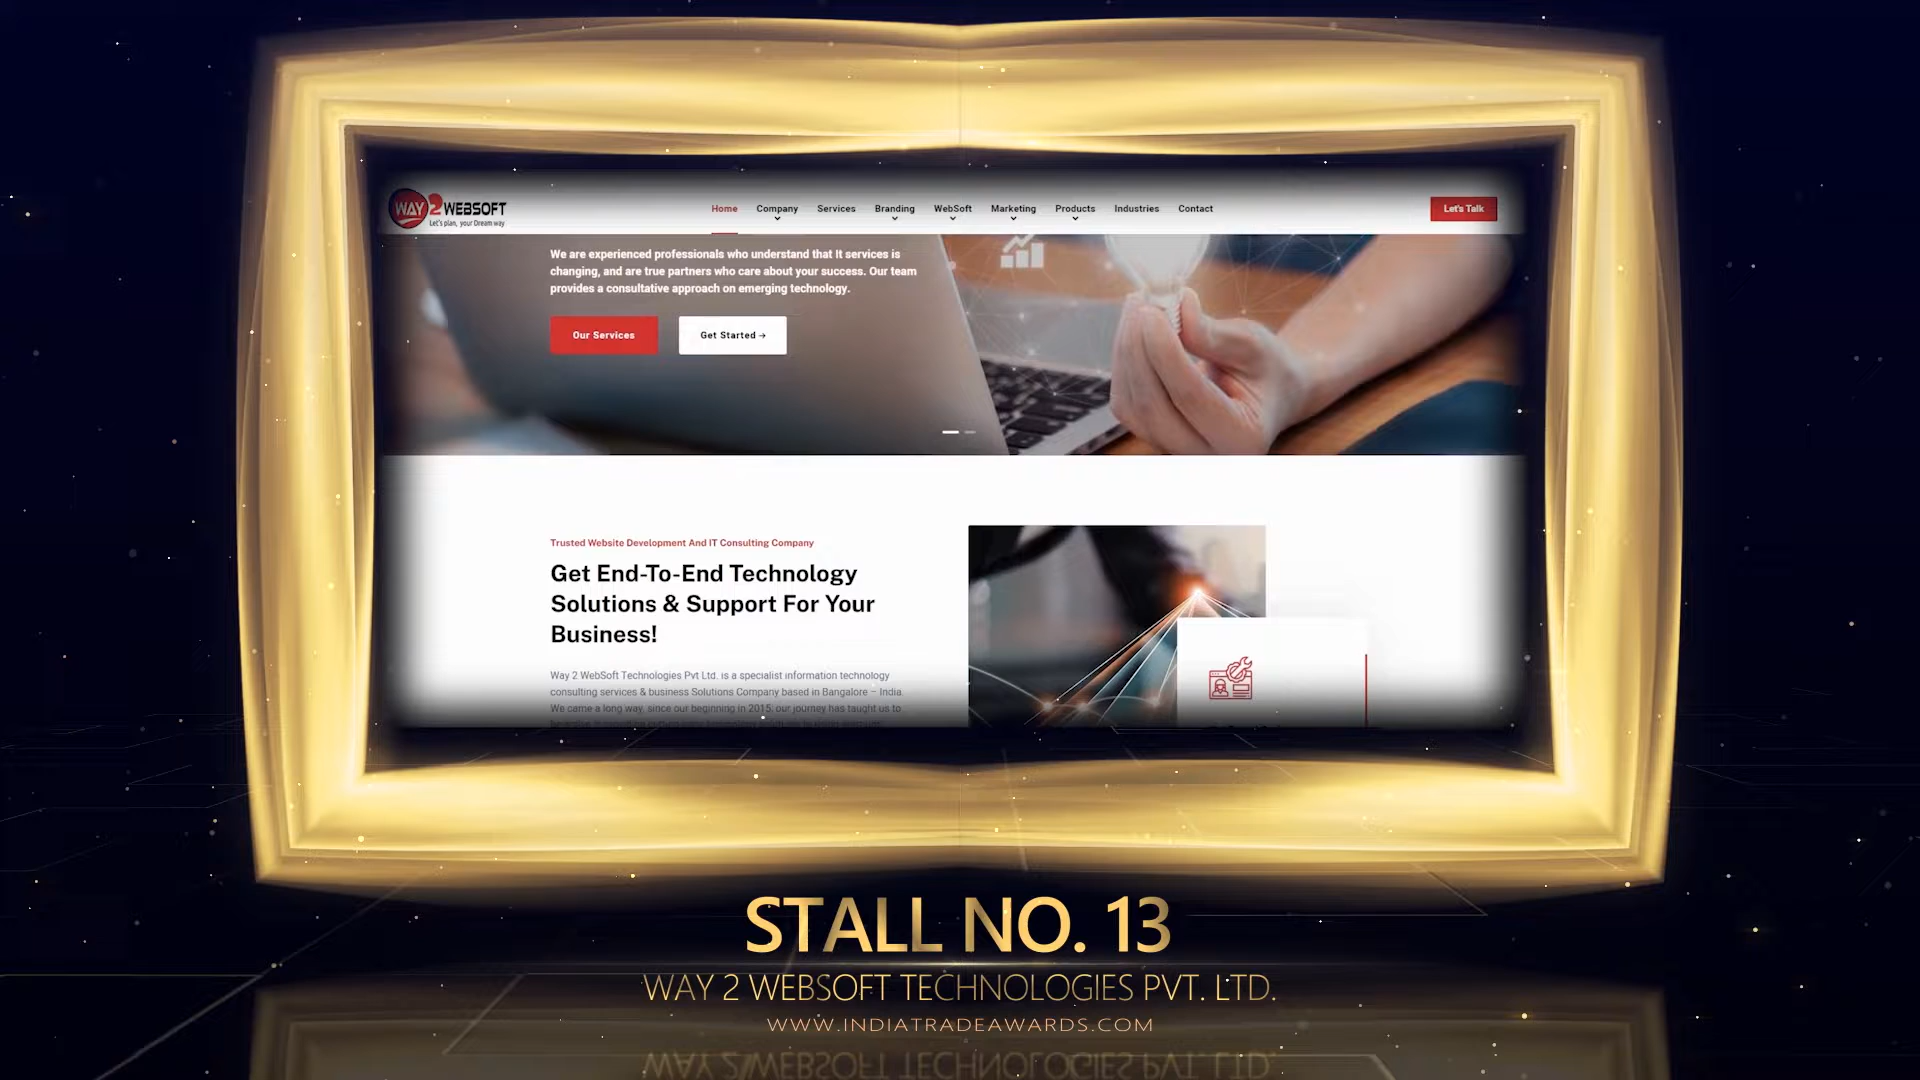 WAY 2 WEBSOFT
Let's plan, your Dream way
Home Company Services Branding WebSoft Marketing Products Industries Contact
Let's Talk
We are experienced professionals who understand that It services is
changing, and are true partners who care about your success. Our team
provides a consultative approach on emerging technology.
Our Services
Get Started →
Trusted Website Development And IT Consulting Company
Get End-To-End Technology
Solutions & Support For Your
Business!
Way 2 WebSoft Technologies Pvt Ltd. is a specialist information technology
consulting services & business Solutions Company based in Bangalore – India.
We came a long way, since our beginning in 2015; our journey has taught us to
STALL NO. 13
WAY 2 WEBSOFT TECHNOLOGIES PVT. LTD.
WWW.INDIATRADEAWARDS.COM